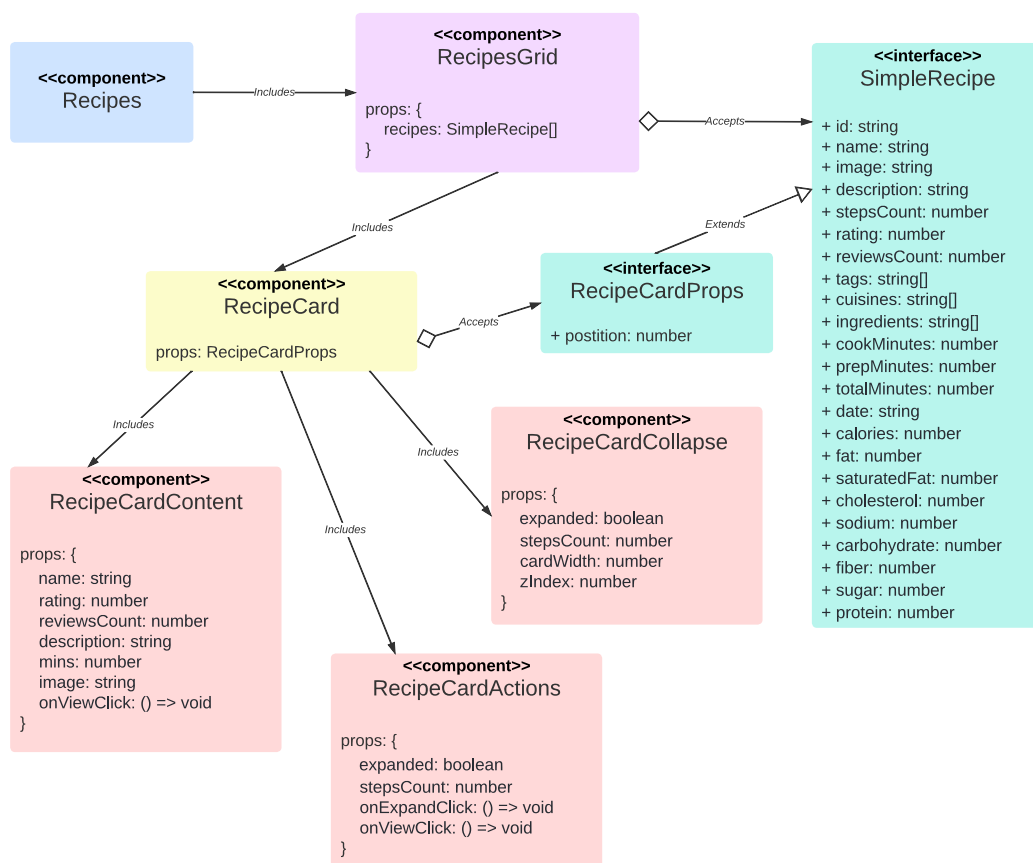 <<component>>
Recipes
Includes
<<component>>
RecipesGrid
props: {
recipes: SimpleRecipe[]
}
Accepts
<<interface>>
SimpleRecipe
+ id: string
+ name: string
+ image: string
+ description: string
+ stepsCount: number
+ rating: number
+ reviewsCount: number
+ tags: string[]
+ cuisines: string[]
+ ingredients: string[]
+ cookMinutes: number
+ prepMinutes: number
+ totalMinutes: number
+ date: string
+ calories: number
+ fat: number
+ saturatedFat: number
+ cholesterol: number
+ sodium: number
+ carbohydrate: number
+ fiber: number
+ sugar: number
+ protein: number
Includes
Extends
<<component>>
RecipeCard
props: RecipeCardProps
Accepts
<<interface>>
RecipeCardProps
+ postition: number
Includes
Includes
Includes
<<component>>
RecipeCardContent
props: {
name: string
rating: number
reviewsCount: number
description: string
mins: number
image: string
onViewClick: () => void
}
<<component>>
RecipeCardCollapse
props: {
expanded: boolean
stepsCount: number
cardWidth: number
zIndex: number
}
<<component>>
RecipeCardActions
props: {
expanded: boolean
stepsCount: number
onExpandClick: () => void
onViewClick: () => void
}